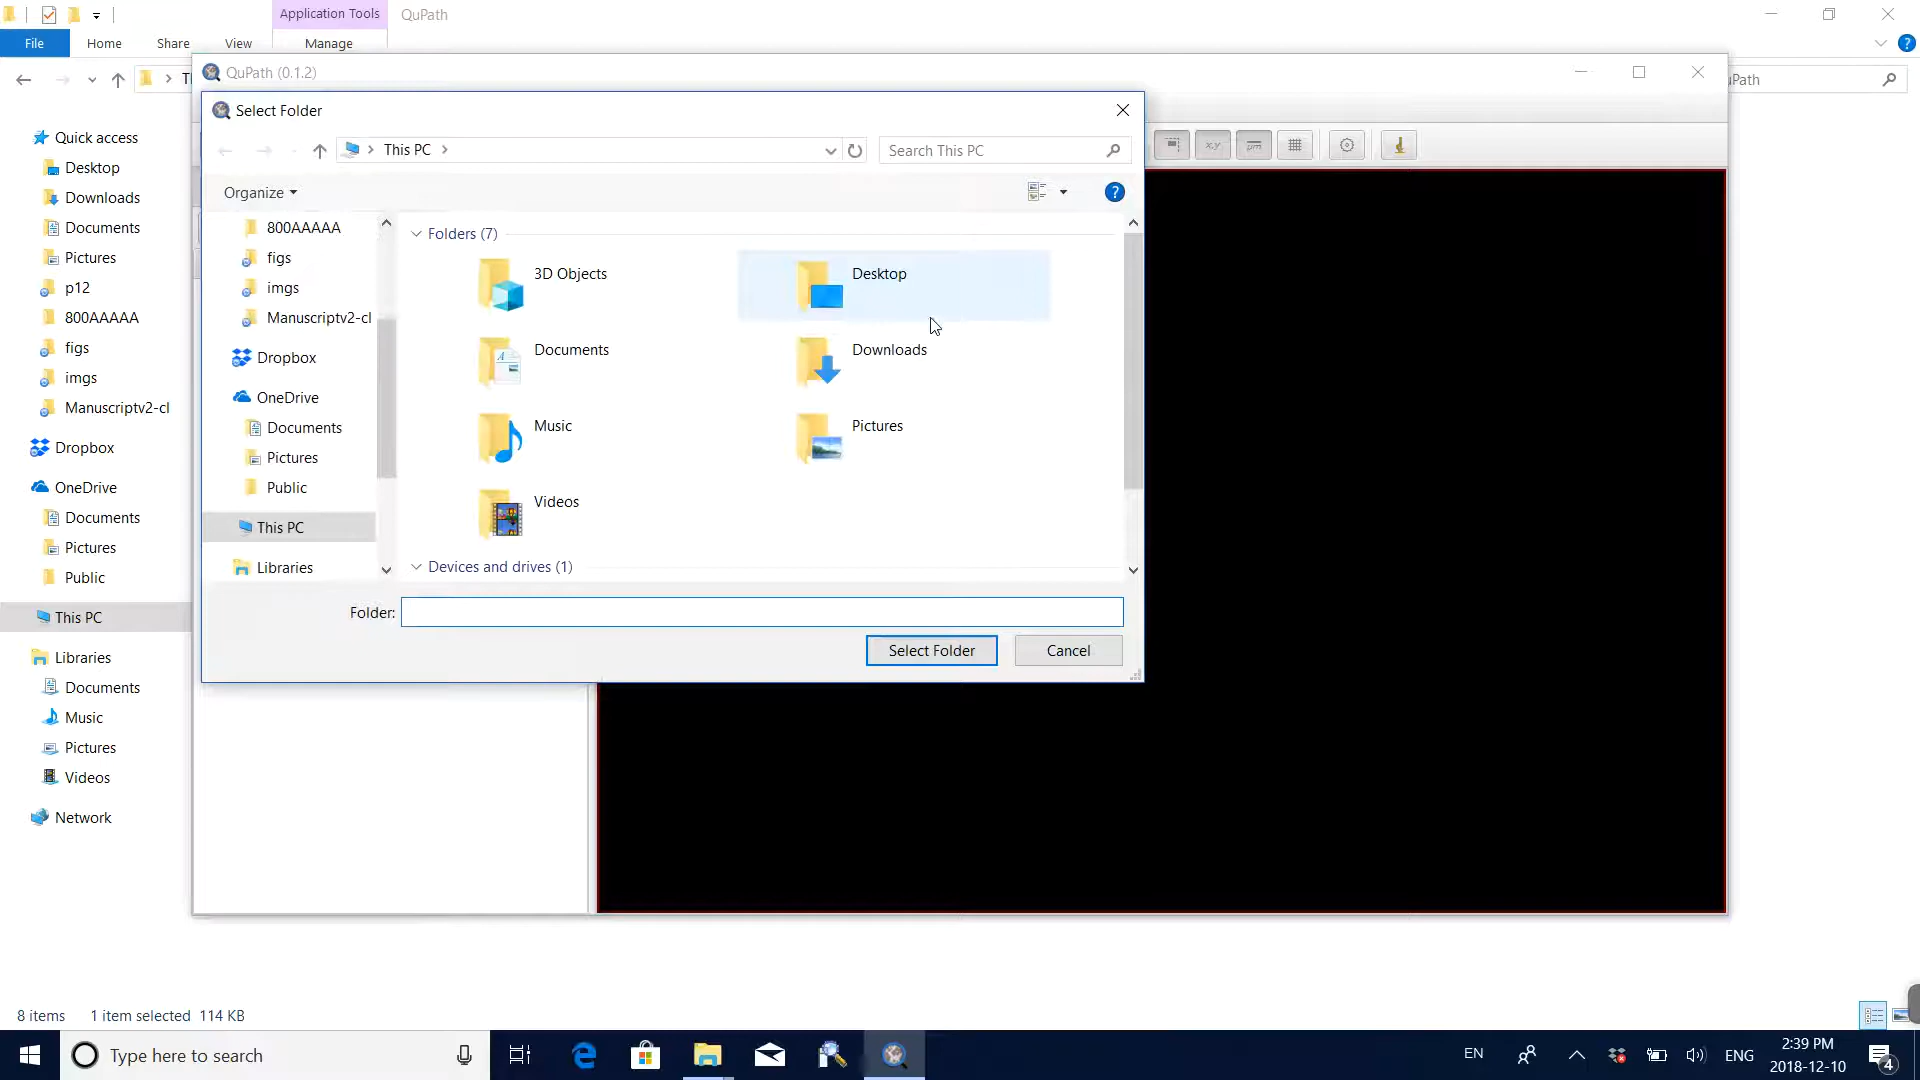 Application Tools
QuPath
File
Home
Share
View
Manage
QuPath (0.1.2)
Select Folder
This PC
Search This PC
Organize
Quick access
Desktop
Downloads
Documents
Pictures
p12
800AAAAA
figs
imgs
Manuscriptv2-cl
Dropbox
OneDrive
Documents
Pictures
Public
This PC
Libraries
Documents
Music
Pictures
Videos
Network
800AAAAA
figs
imgs
Manuscriptv2-cl
Dropbox
OneDrive
Documents
Pictures
Public
This PC
Libraries
Folders (7)
3D Objects
Desktop
Documents
Downloads
Music
Pictures
Videos
Devices and drives (1)
Folder:
Select Folder
Cancel
x,y
8 items
1 item selected 114 KB
Type here to search
EN
ENG
2:39 PM
2018-12-10
4